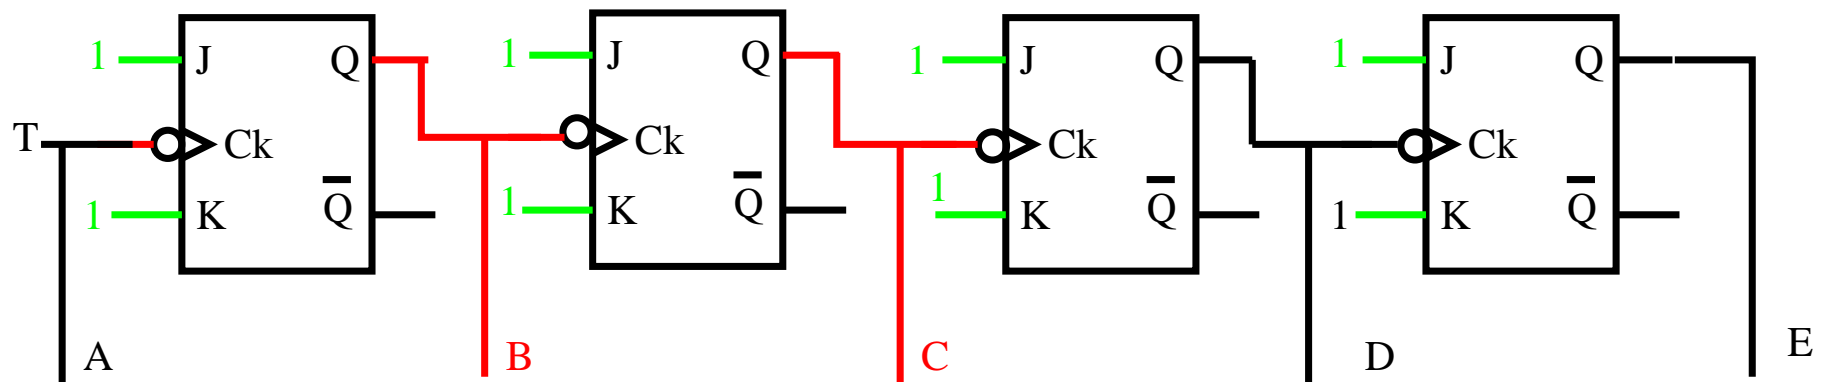 1 J Q 1 J Q 1 J Q 1 J Q
T Ck Ck Ck Ck
1 K Q̅ 1 K Q̅ 1 K Q̅ 1 K Q̅
A B C D E